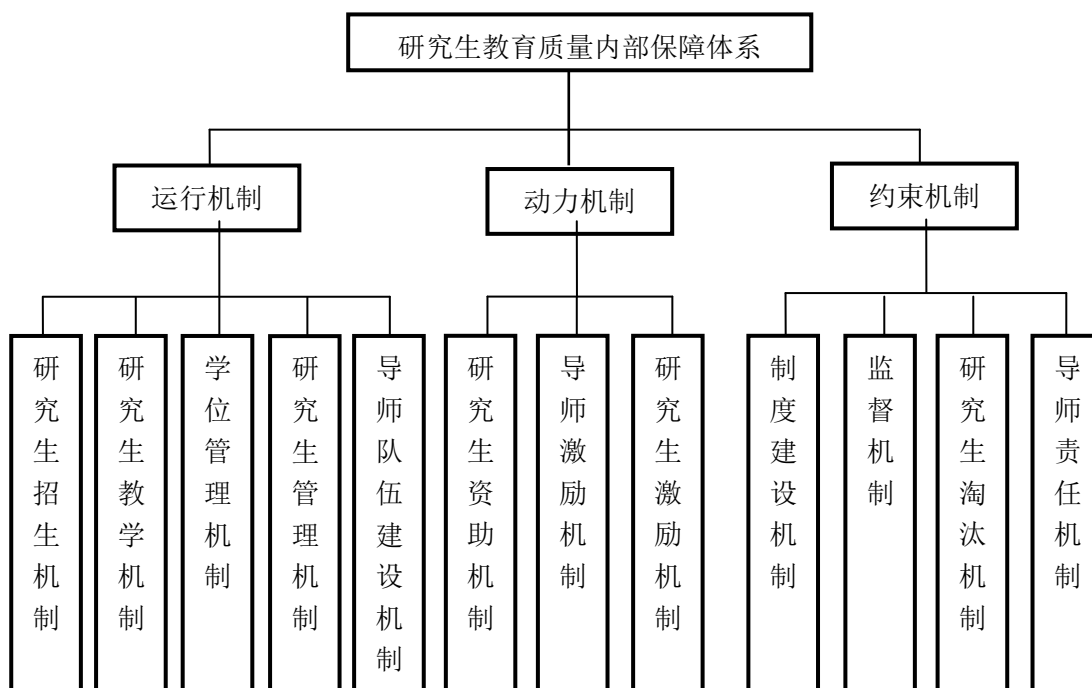 研究生教育质量内部保障体系
运行机制
动力机制
约束机制
研究生招生机制
研究生教学机制
学位管理机制
研究生管理机制
导师队伍建设机制
研究生资助机制
导师激励机制
研究生激励机制
制度建设机制
监督机制
研究生淘汰机制
导师责任机制